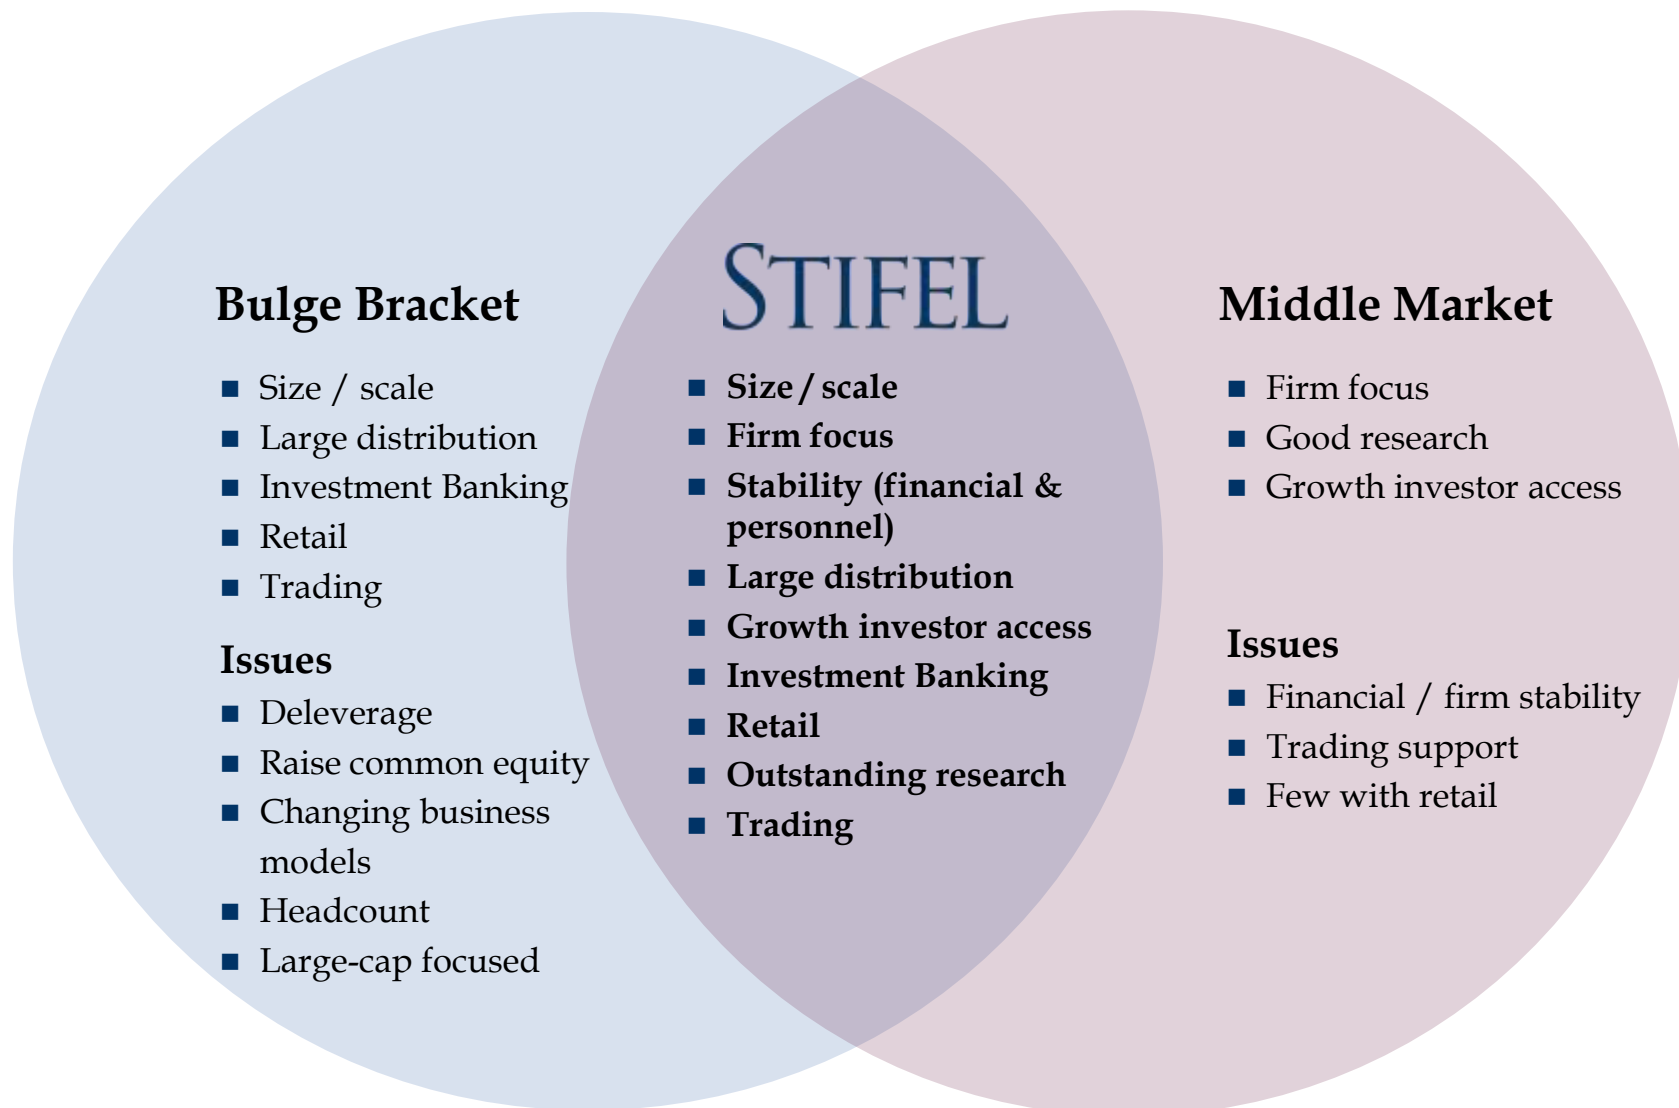 Bulge Bracket
■ Size / scale
■ Large distribution
■ Investment Banking
■ Retail
■ Trading
Issues
■ Deleverage
■ Raise common equity
■ Changing business
models
■ Headcount
■ Large-cap focused
STIFEL
■ Size / scale
■ Firm focus
■ Stability (financial &
personnel)
■ Large distribution
■ Growth investor access
■ Investment Banking
■ Retail
■ Outstanding research
■ Trading
Middle Market
■ Firm focus
■ Good research
■ Growth investor access
Issues
■ Financial / firm stability
■ Trading support
■ Few with retail